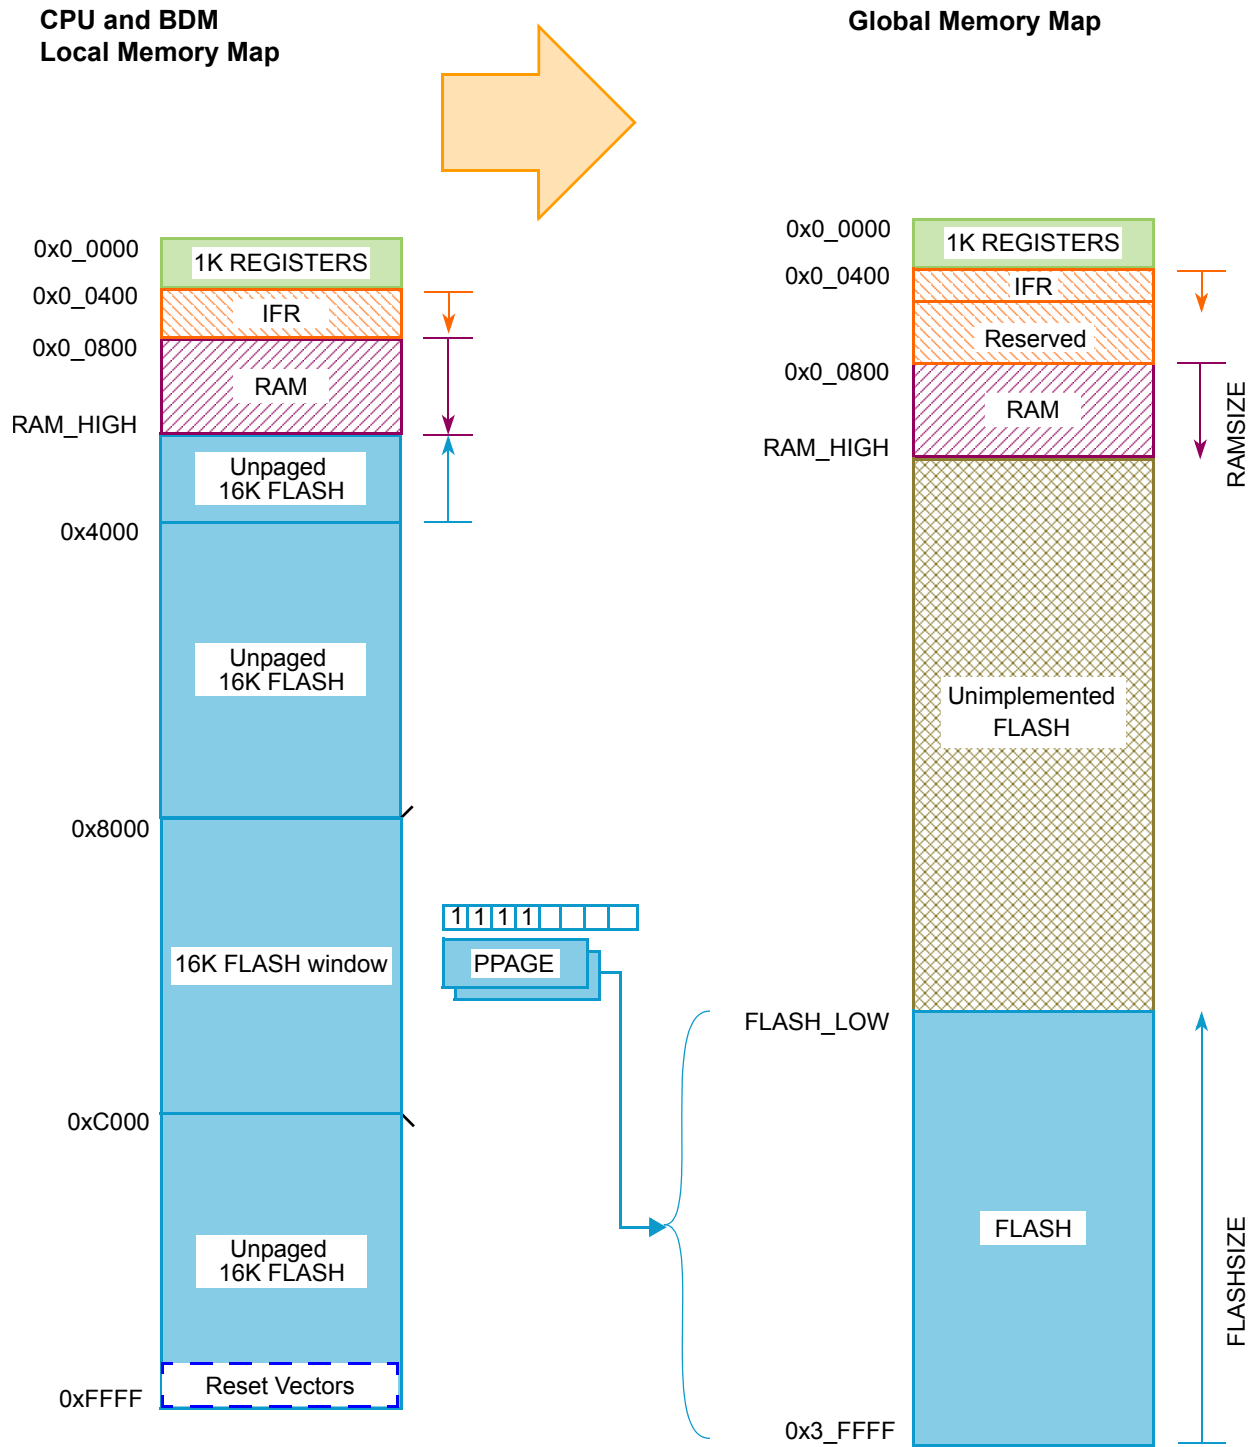 CPU and BDM
Local Memory Map
Global Memory Map
0x0_0000
1K REGISTERS
0x0_0400
IFR
0x0_0800
RAM
RAM_HIGH
Unpaged
16K FLASH
0x4000
Unpaged
16K FLASH
0x8000
16K FLASH window
0xC000
Unpaged
16K FLASH
Reset Vectors
0xFFFF
1 1 1 1
PPAGE
0x0_0000
1K REGISTERS
0x0_0400
IFR
Reserved
0x0_0800
RAM
RAMSIZE
RAM_HIGH
Unimplemented
FLASH
FLASH_LOW
FLASH
FLASHSIZE
0x3_FFFF